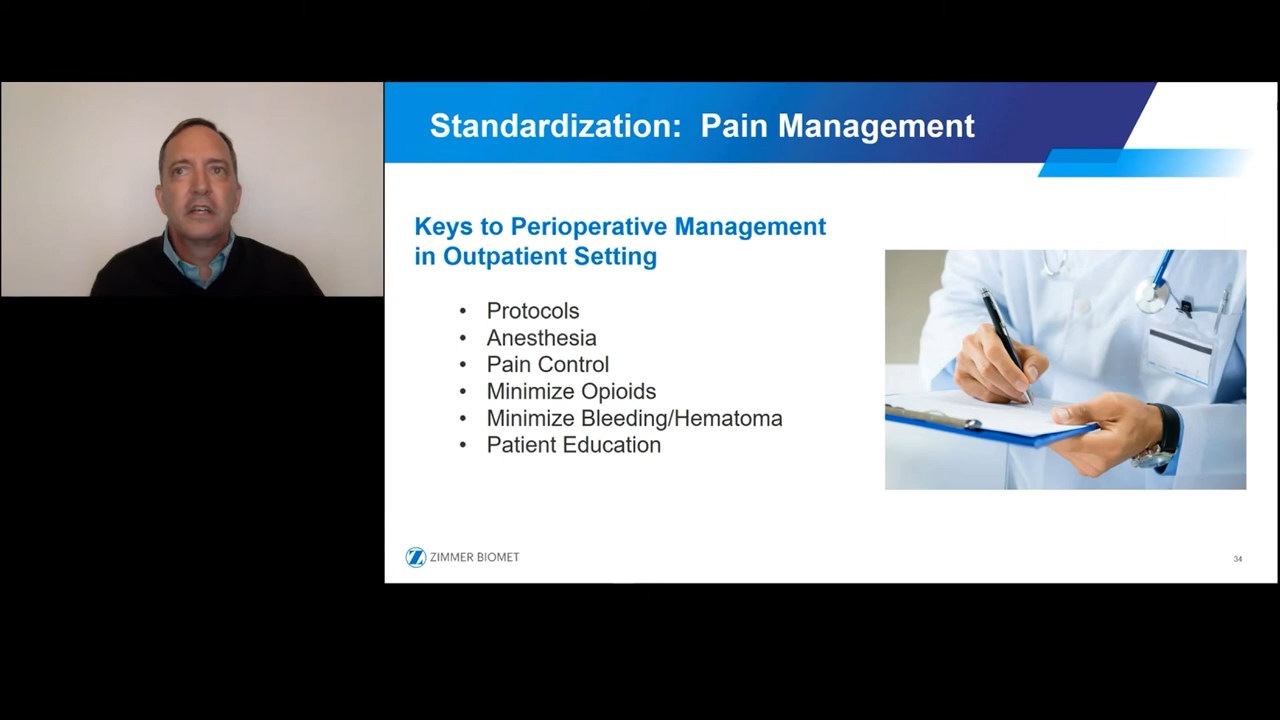 Standardization: Pain Management
Keys to Perioperative Management
in Outpatient Setting
• Protocols
• Anesthesia
• Pain Control
• Minimize Opioids
• Minimize Bleeding/Hematoma
• Patient Education
Z ZIMMER BIOMET
34